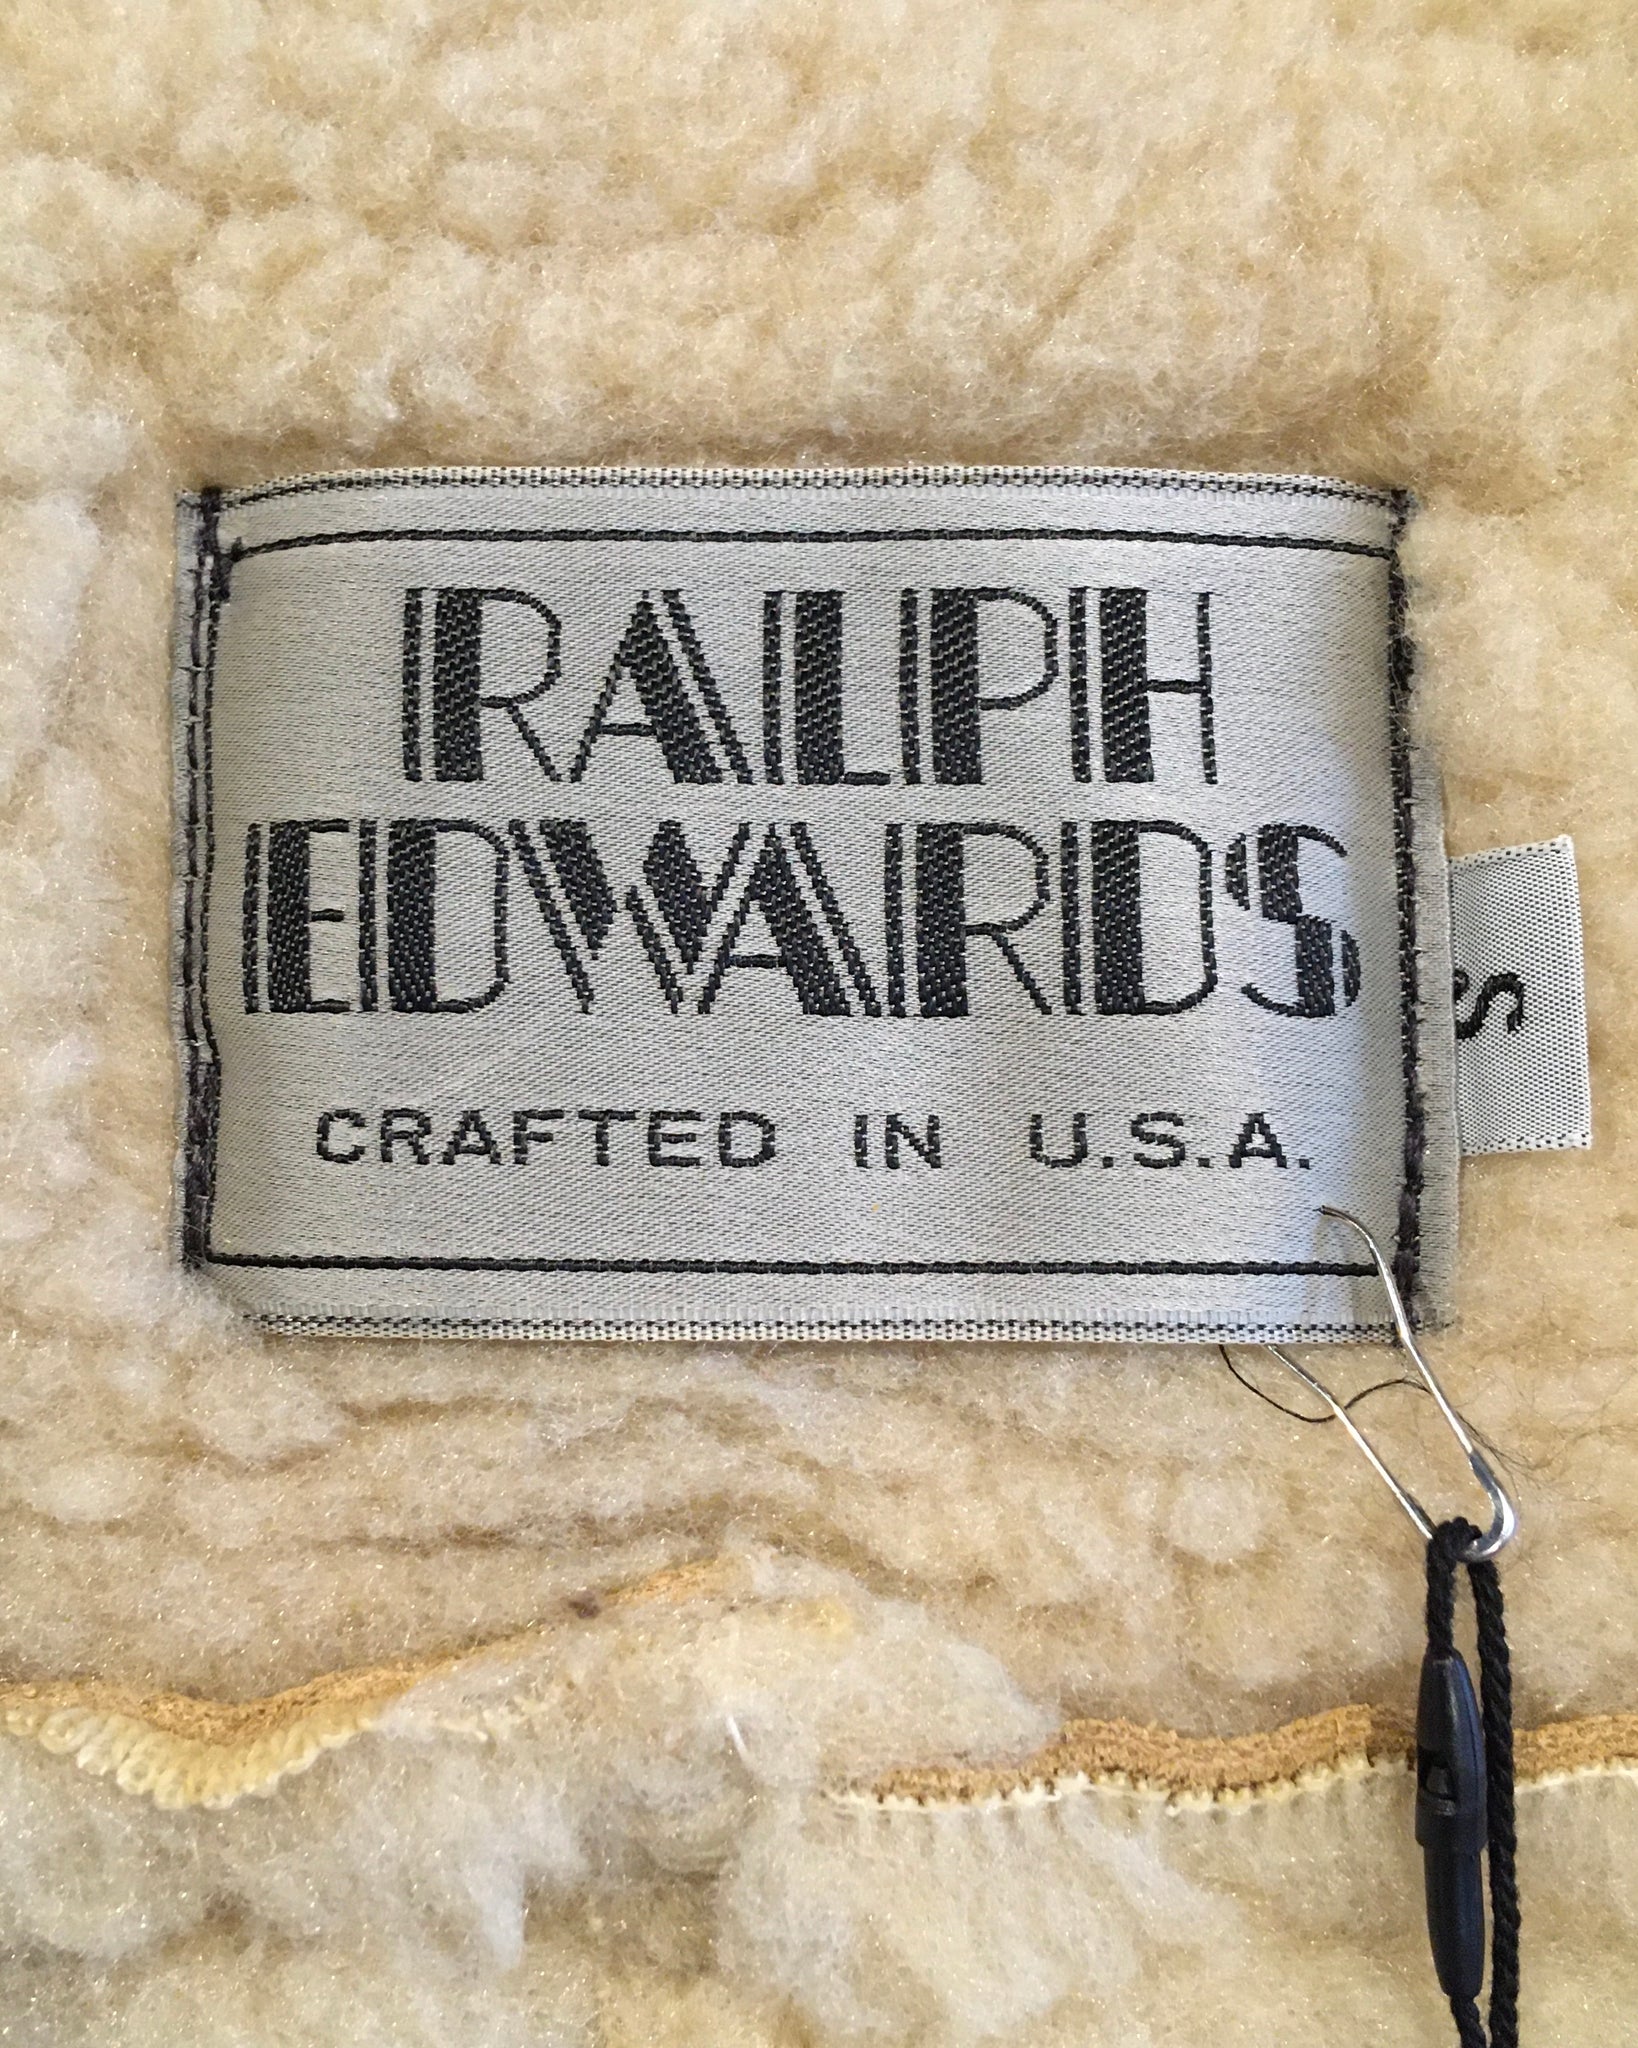 RALPH
EDWARDS
CRAFTED IN U.S.A.
S